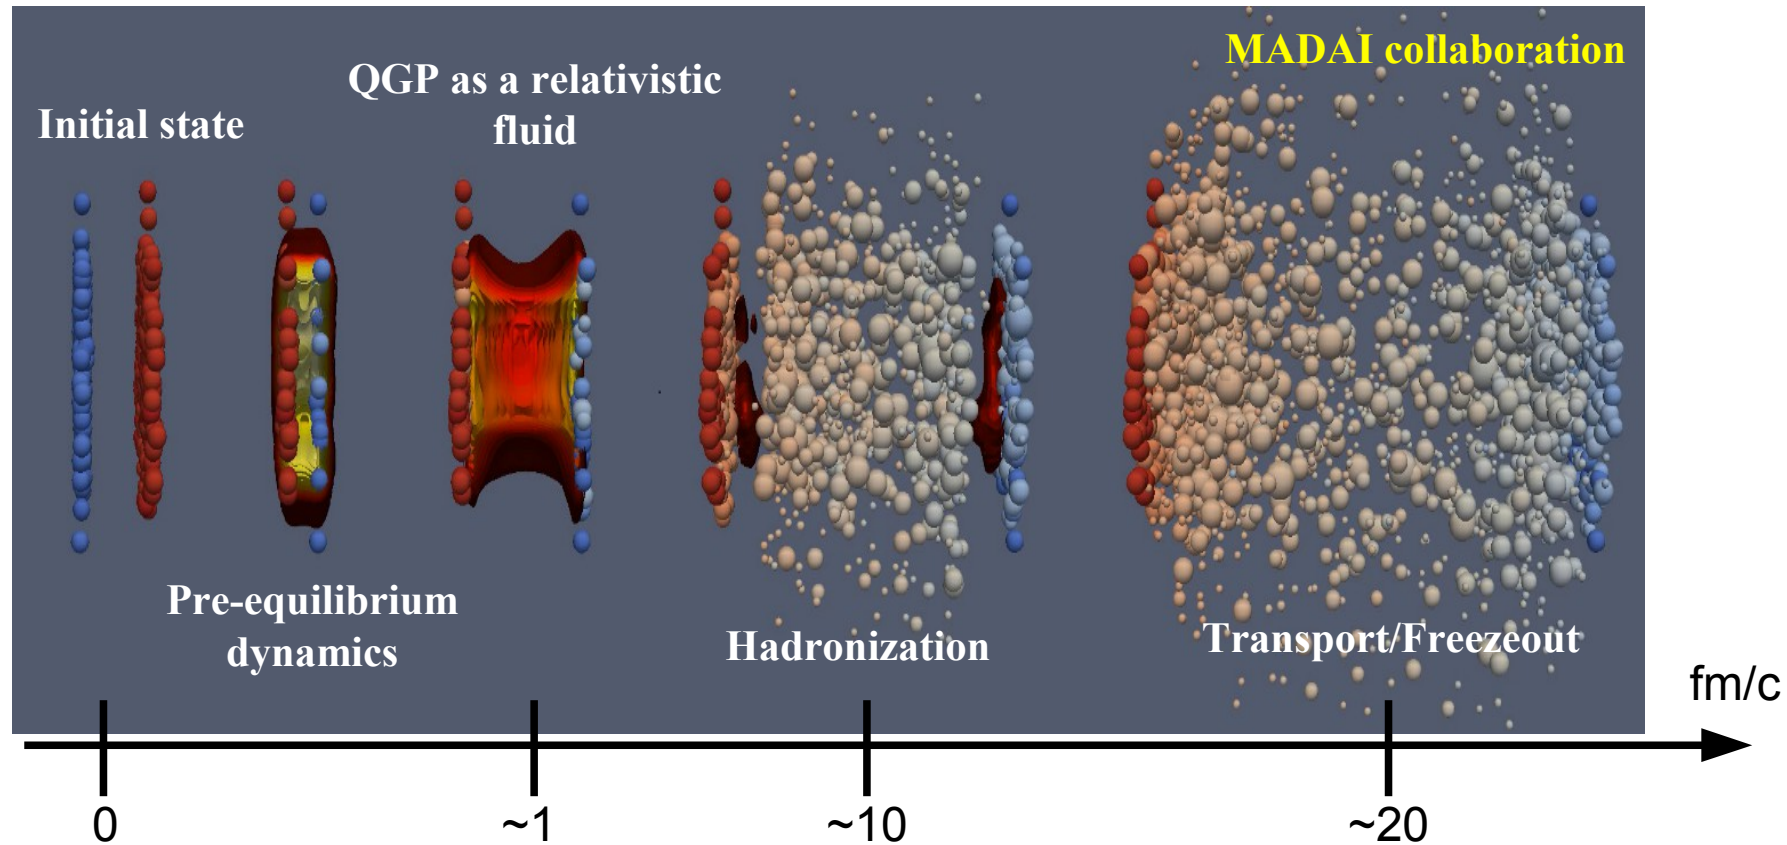 MADAI collaboration
QGP as a relativistic
fluid
Initial state
Pre-equilibrium
dynamics
Hadronization
Transport/Freezeout
fm/c
0
~1
~10
~20